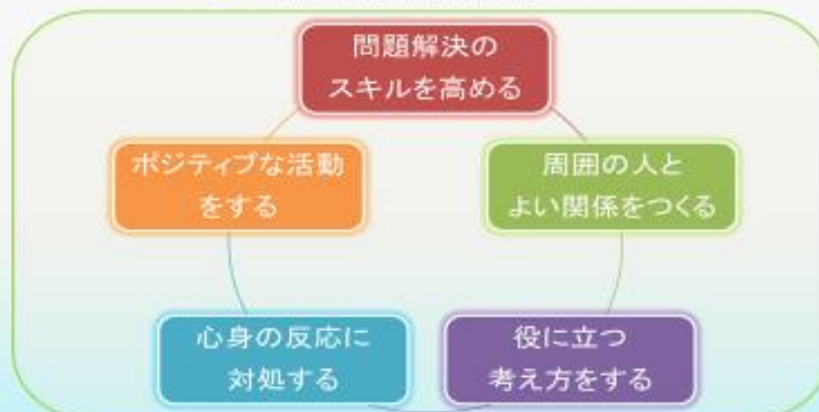 問題解決の
スキルを高める
ポジティブな活動
をする
周囲の人と
よい関係をつくる
心身の反応に
対処する
役に立つ
考え方をする